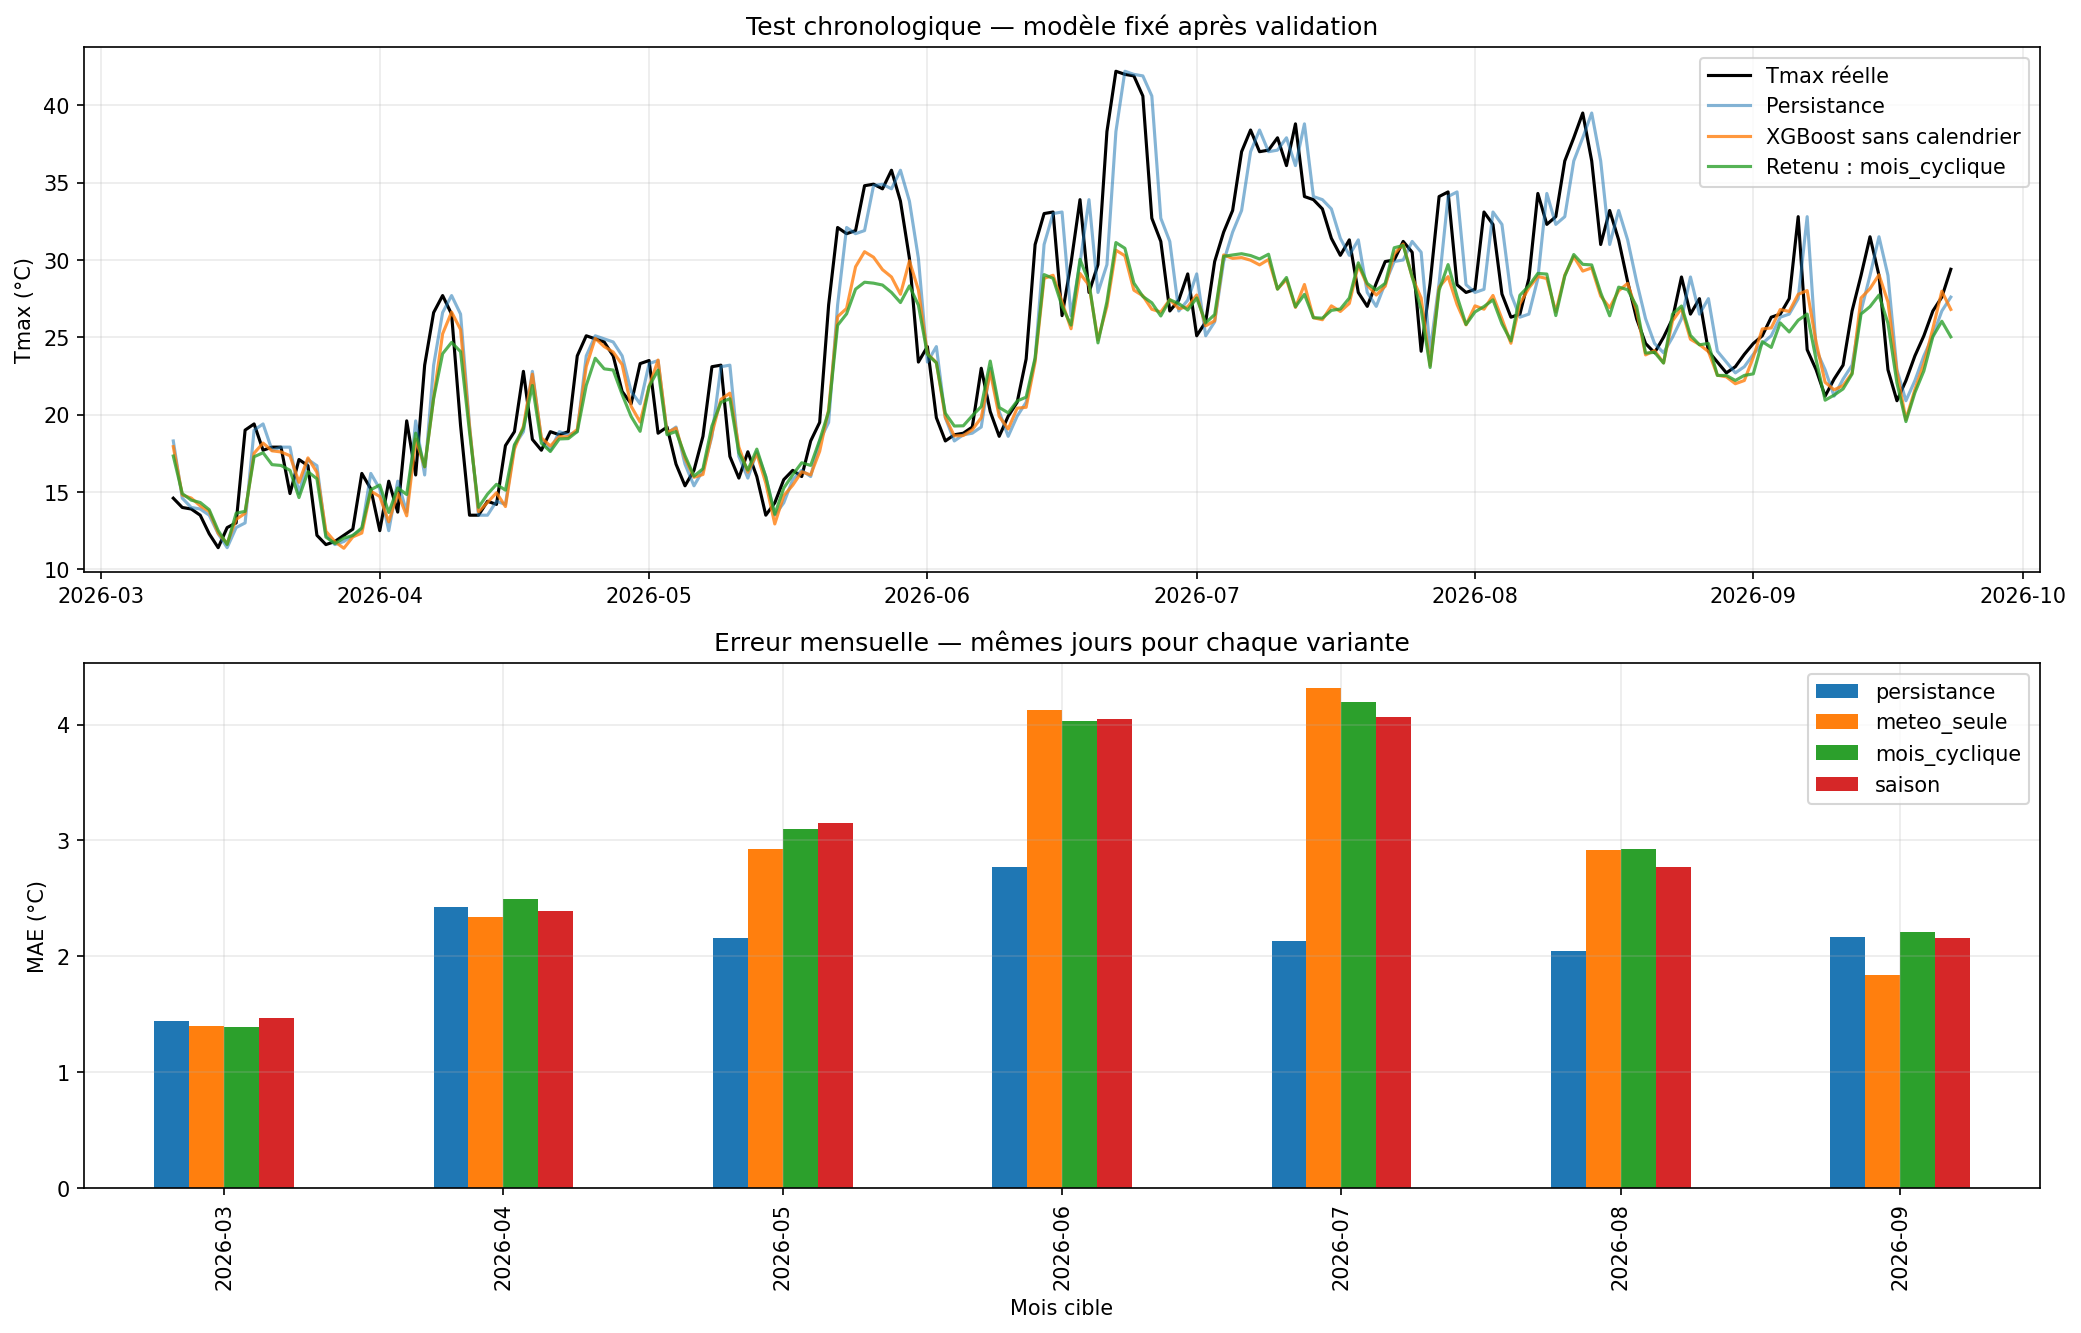 Test chronologique — modèle fixé après validation
Tmax (°C)
40
35
30
25
20
15
10
Tmax réelle
Persistance
XGBoost sans calendrier
Retenu : mois_cyclique
2026-03
2026-04
2026-05
2026-06
2026-07
2026-08
2026-09
2026-10
Erreur mensuelle — mêmes jours pour chaque variante
MAE (°C)
4
3
2
1
0
persistance
meteo_seule
mois_cyclique
saison
2026-03
2026-04
2026-05
2026-06
2026-07
2026-08
2026-09
Mois cible